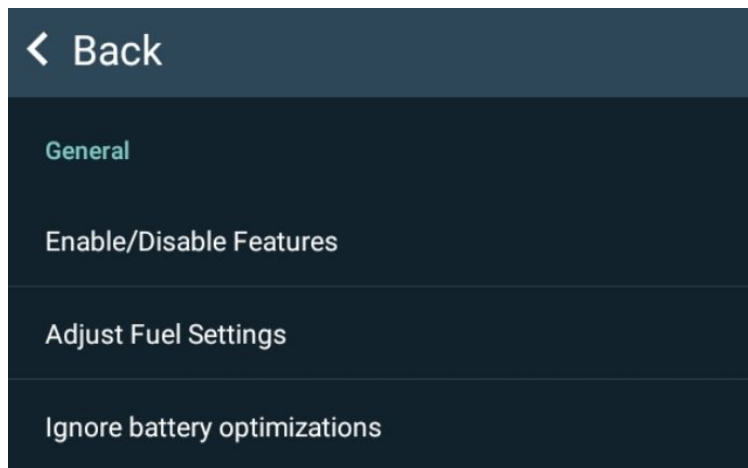 Back
General
Enable/Disable Features
Adjust Fuel Settings
Ignore battery optimizations